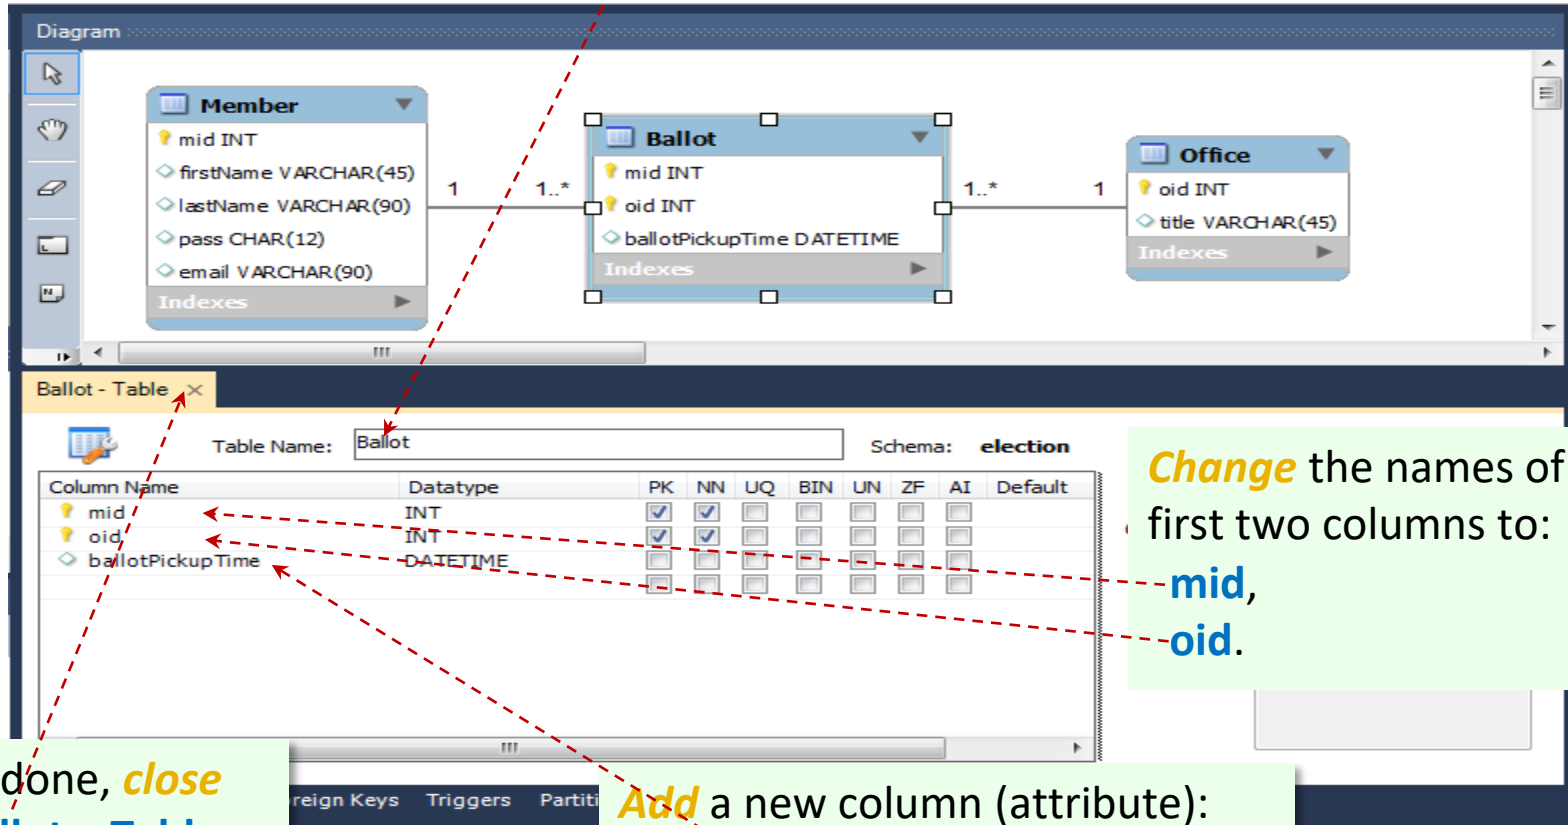 Diagram
Member
mid INT
firstName VARCHAR(45)
lastName VARCHAR(90)
pass CHAR(12)
email VARCHAR(90)
Indexes
1
1..*
Ballot
mid INT
oid INT
ballotPickupTime DATETIME
Indexes
1..*
1
Office
oid INT
title VARCHAR(45)
Indexes
Ballot - Table
Table Name: Ballot Schema: election
Column Name Datatype PK NN UQ BIN UN ZF AI Default
mid INT
oid INT
ballotPickupTime DATETIME
Change the names of
first two columns to:
mid,
oid.
done, close
reign Keys Triggers Partiti
Add a new column (attribute):